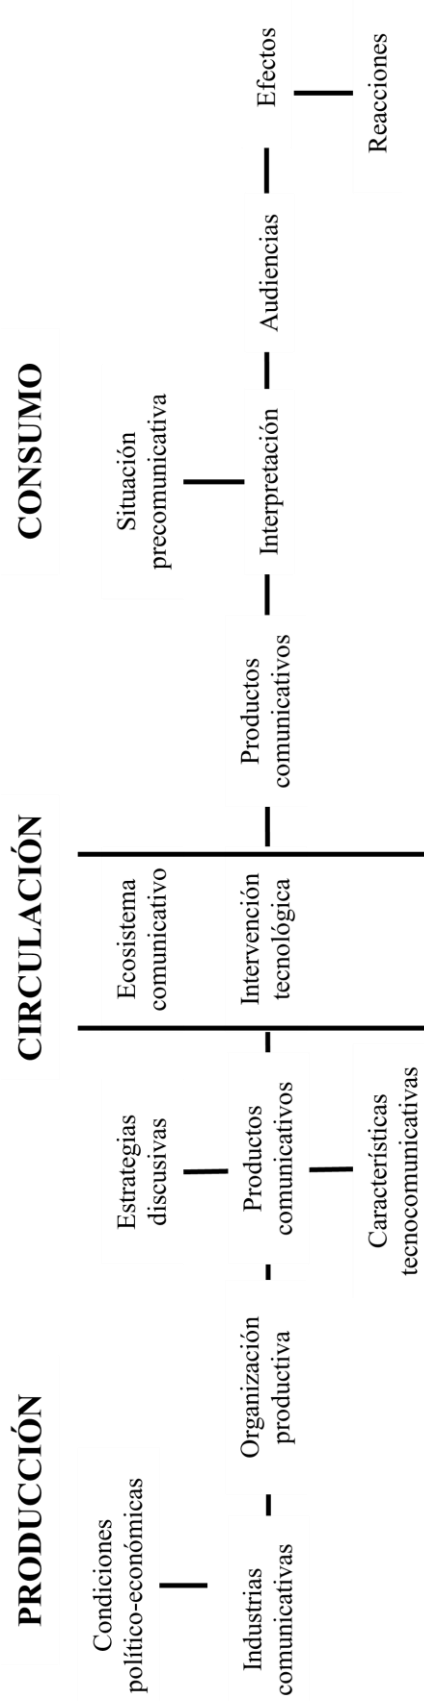 PRODUCCIÓN
CIRCULACIÓN
CONSUMO
Condiciones
político-económicas
Industrias
comunicativas
Organización
productiva
Estrategias
discusivas
Productos
comunicativos
Características
tecnocomunicativas
Ecosistema
comunicativo
Intervención
tecnológica
Productos
comunicativos
Situación
precomunicativa
Interpretación
Audiencias
Efectos
Reacciones